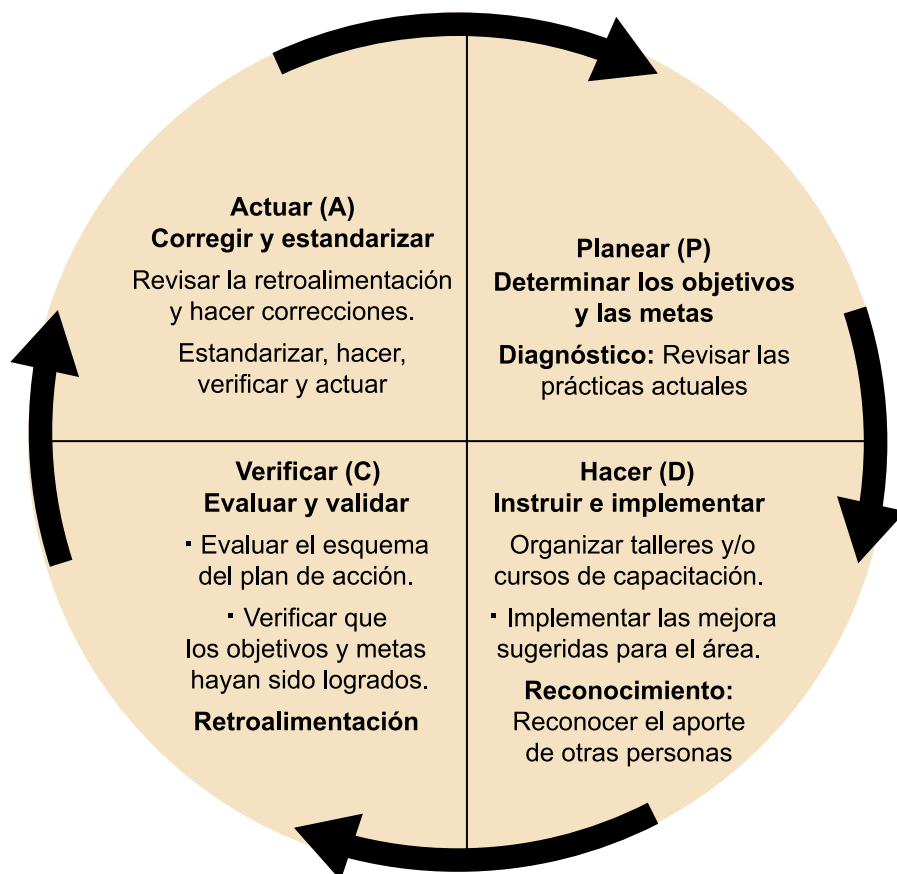 Actuar (A)
Corregir y estandarizar
Revisar la retroalimentación
y hacer correcciones.
Estandarizar, hacer,
verificar y actuar
Planear (P)
Determinar los objetivos
y las metas
Diagnóstico: Revisar las
prácticas actuales
Verificar (C)
Evaluar y validar
· Evaluar el esquema
del plan de acción.
· Verificar que
los objetivos y metas
hayan sido logrados.
Retroalimentación
Hacer (D)
Instruir e implementar
Organizar talleres y/o
cursos de capacitación.
· Implementar las mejora
sugeridas para el área.
Reconocimiento:
Reconocer el aporte
de otras personas